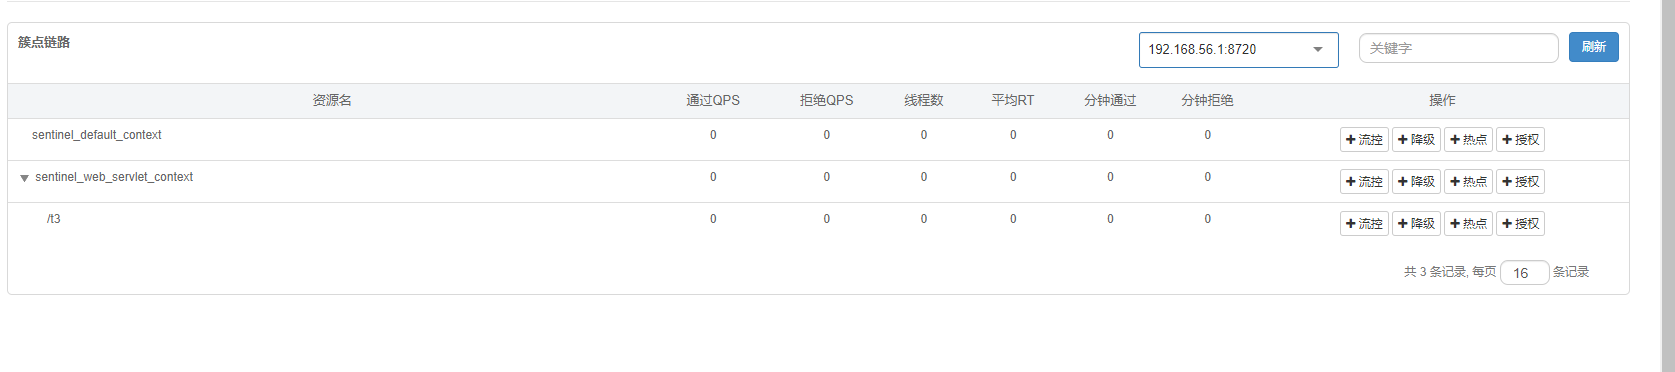 簇点链路 192.168.56.1:8720 关键字 刷新
资源名 通过QPS 拒绝QPS 线程数 平均RT 分钟通过 分钟拒绝 操作
sentinel_default_context 0 0 0 0 0 0 流控 降级 热点 授权
sentinel_web_servlet_context 0 0 0 0 0 0 流控 降级 热点 授权
/t3 0 0 0 0 0 0 流控 降级 热点 授权
共 3 条记录, 每页 16 条记录